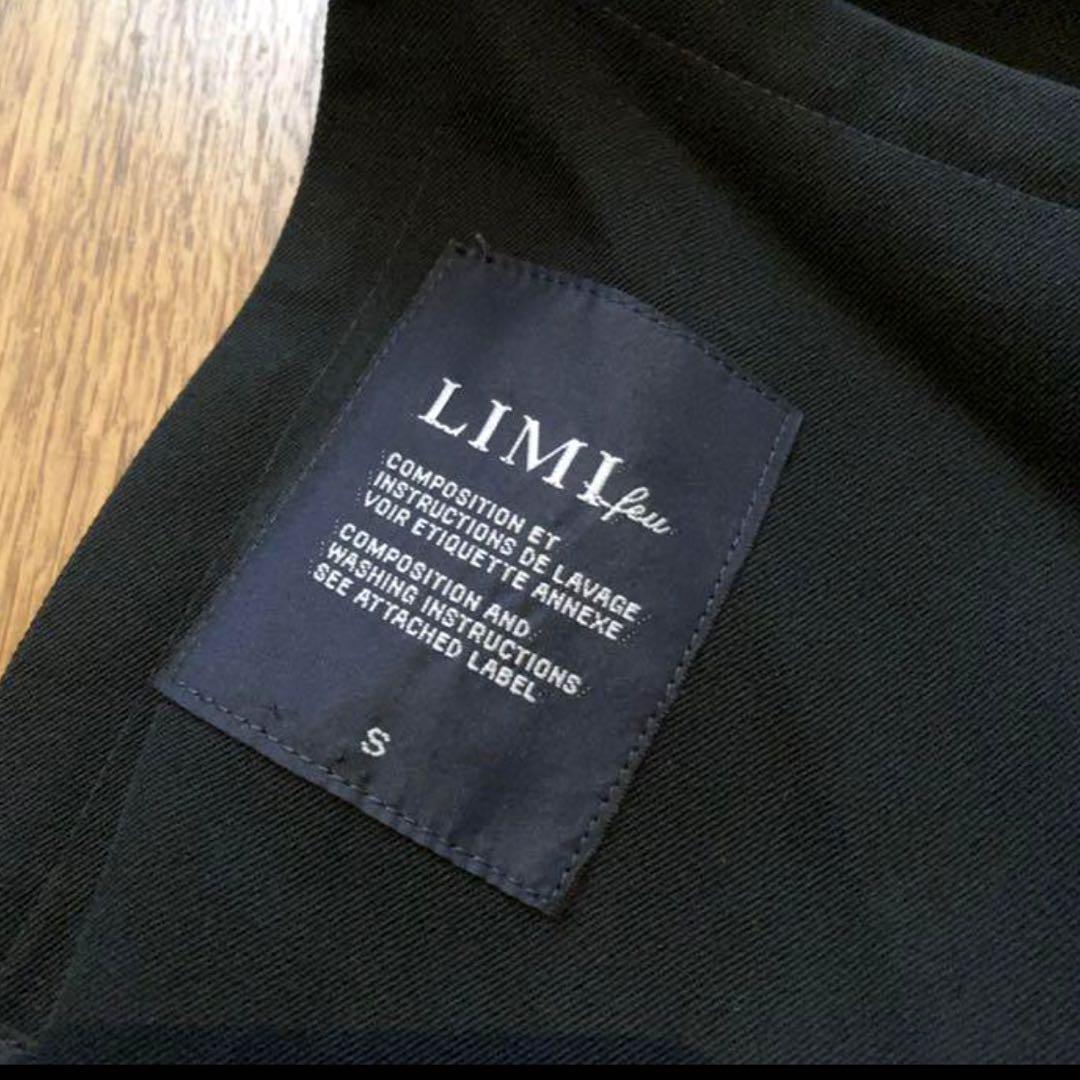 LIMI feu
COMPOSITION ET
INSTRUCTIONS DE LAVAGE
VOIR ETIQUETTE ANNEXE
COMPOSITION AND
WASHING INSTRUCTIONS
SEE ATTACHED LABEL
S